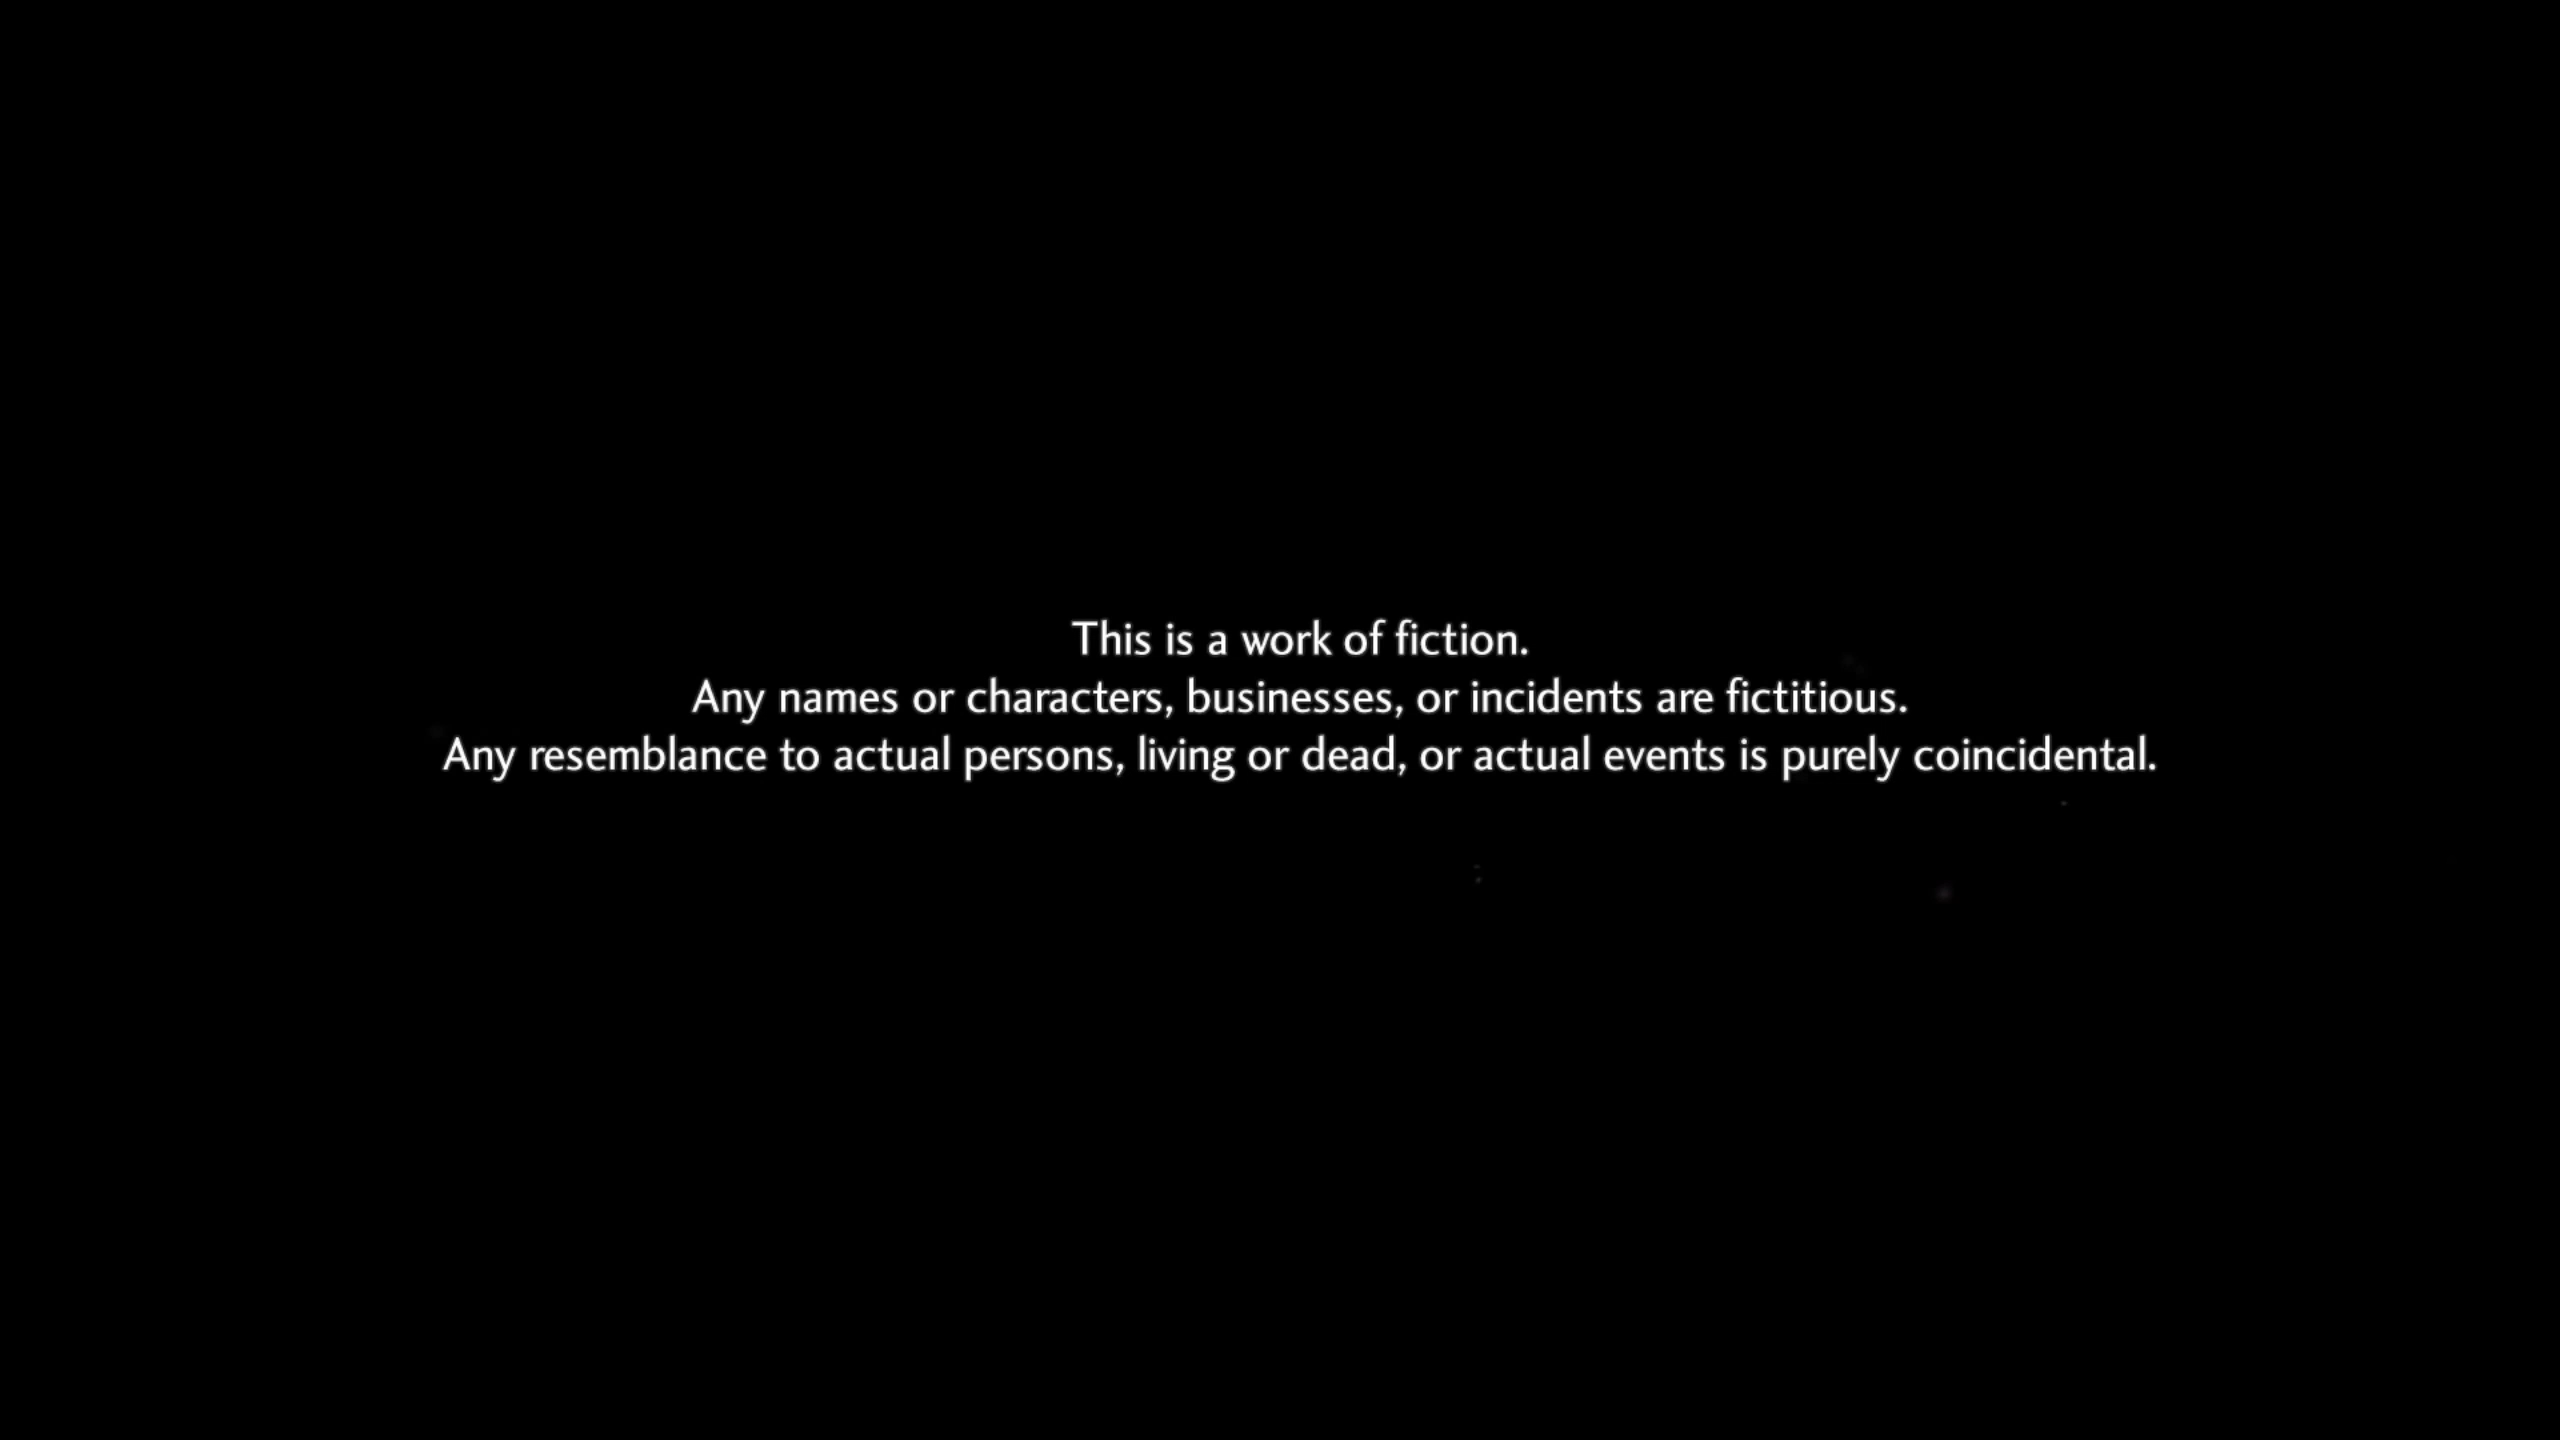 This is a work of fiction.
Any names or characters, businesses, or incidents are fictitious.
Any resemblance to actual persons, living or dead, or actual events is purely coincidental.